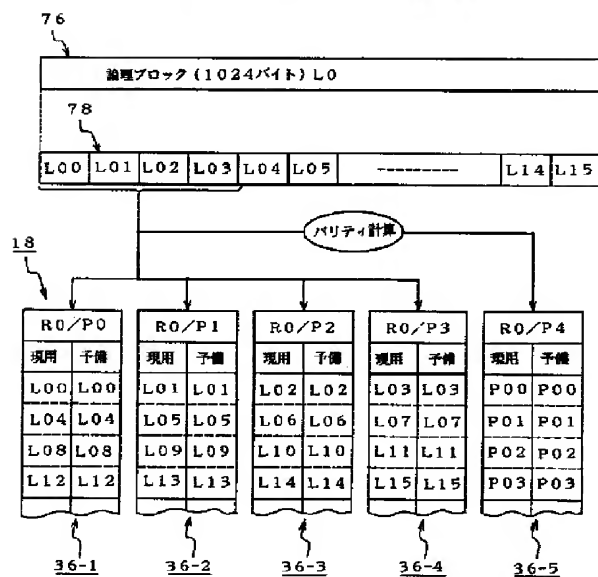 76
論理ブロック(1024バイト)L0
78
L00 L01 L02 L03 L04 L05 --------- L14 L15
パリティ計算
18
R0/P0 R0/P1 R0/P2 R0/P3 R0/P4
現用 予備 現用 予備 現用 予備 現用 予備 現用 予備
L00 L00 L01 L01 L02 L02 L03 L03 P00 P00
L04 L04 L05 L05 L06 L06 L07 L07 P01 P01
L08 L08 L09 L09 L10 L10 L11 L11 P02 P02
L12 L12 L13 L13 L14 L14 L15 L15 P03 P03
36-1 36-2 36-3 36-4 36-5